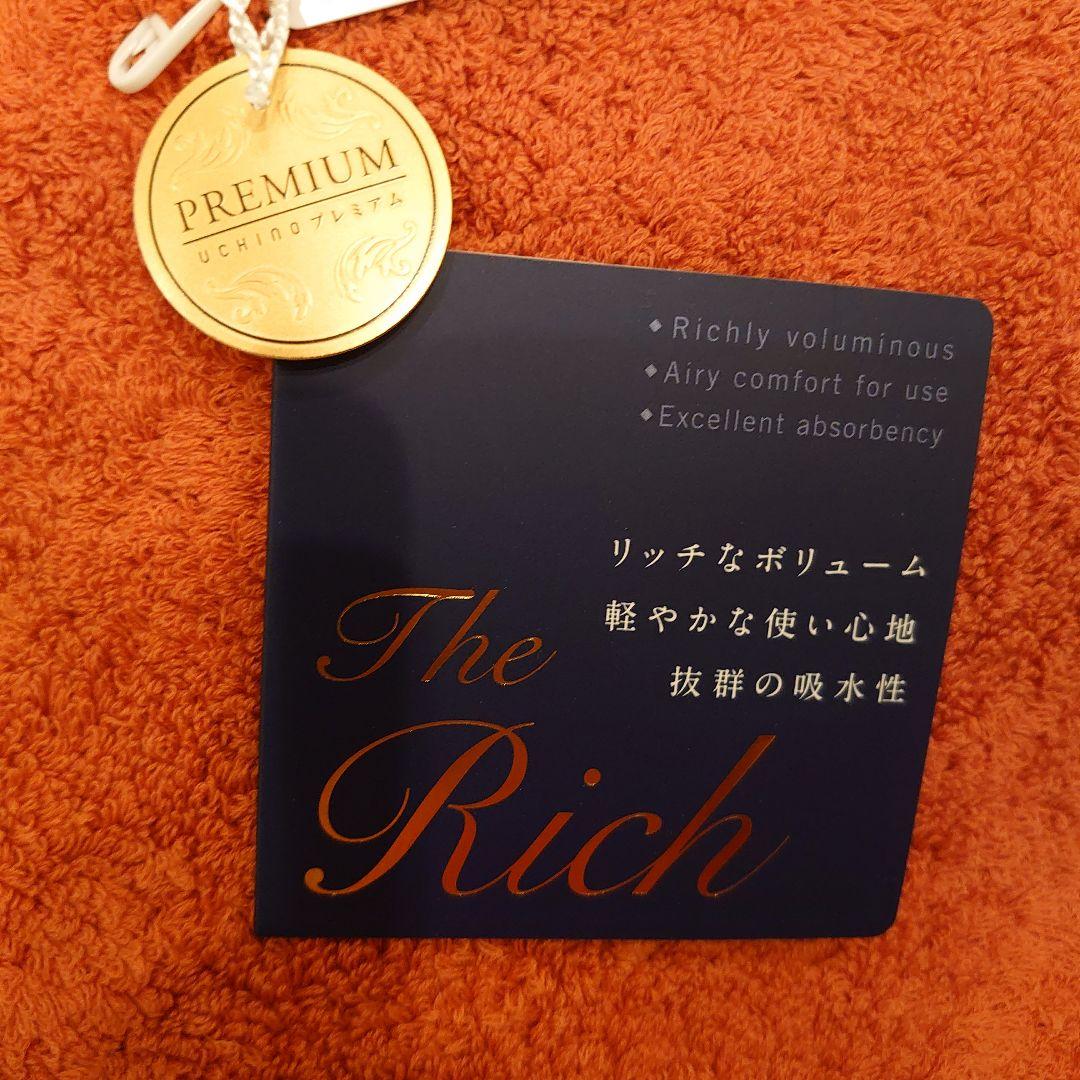 PREMIUM
UCHINOプレミアム
◆Richly voluminous
◆Airy comfort for use
◆Excellent absorbency
リッチなボリューム
軽やかな使い心地
抜群の吸水性
The
Rich